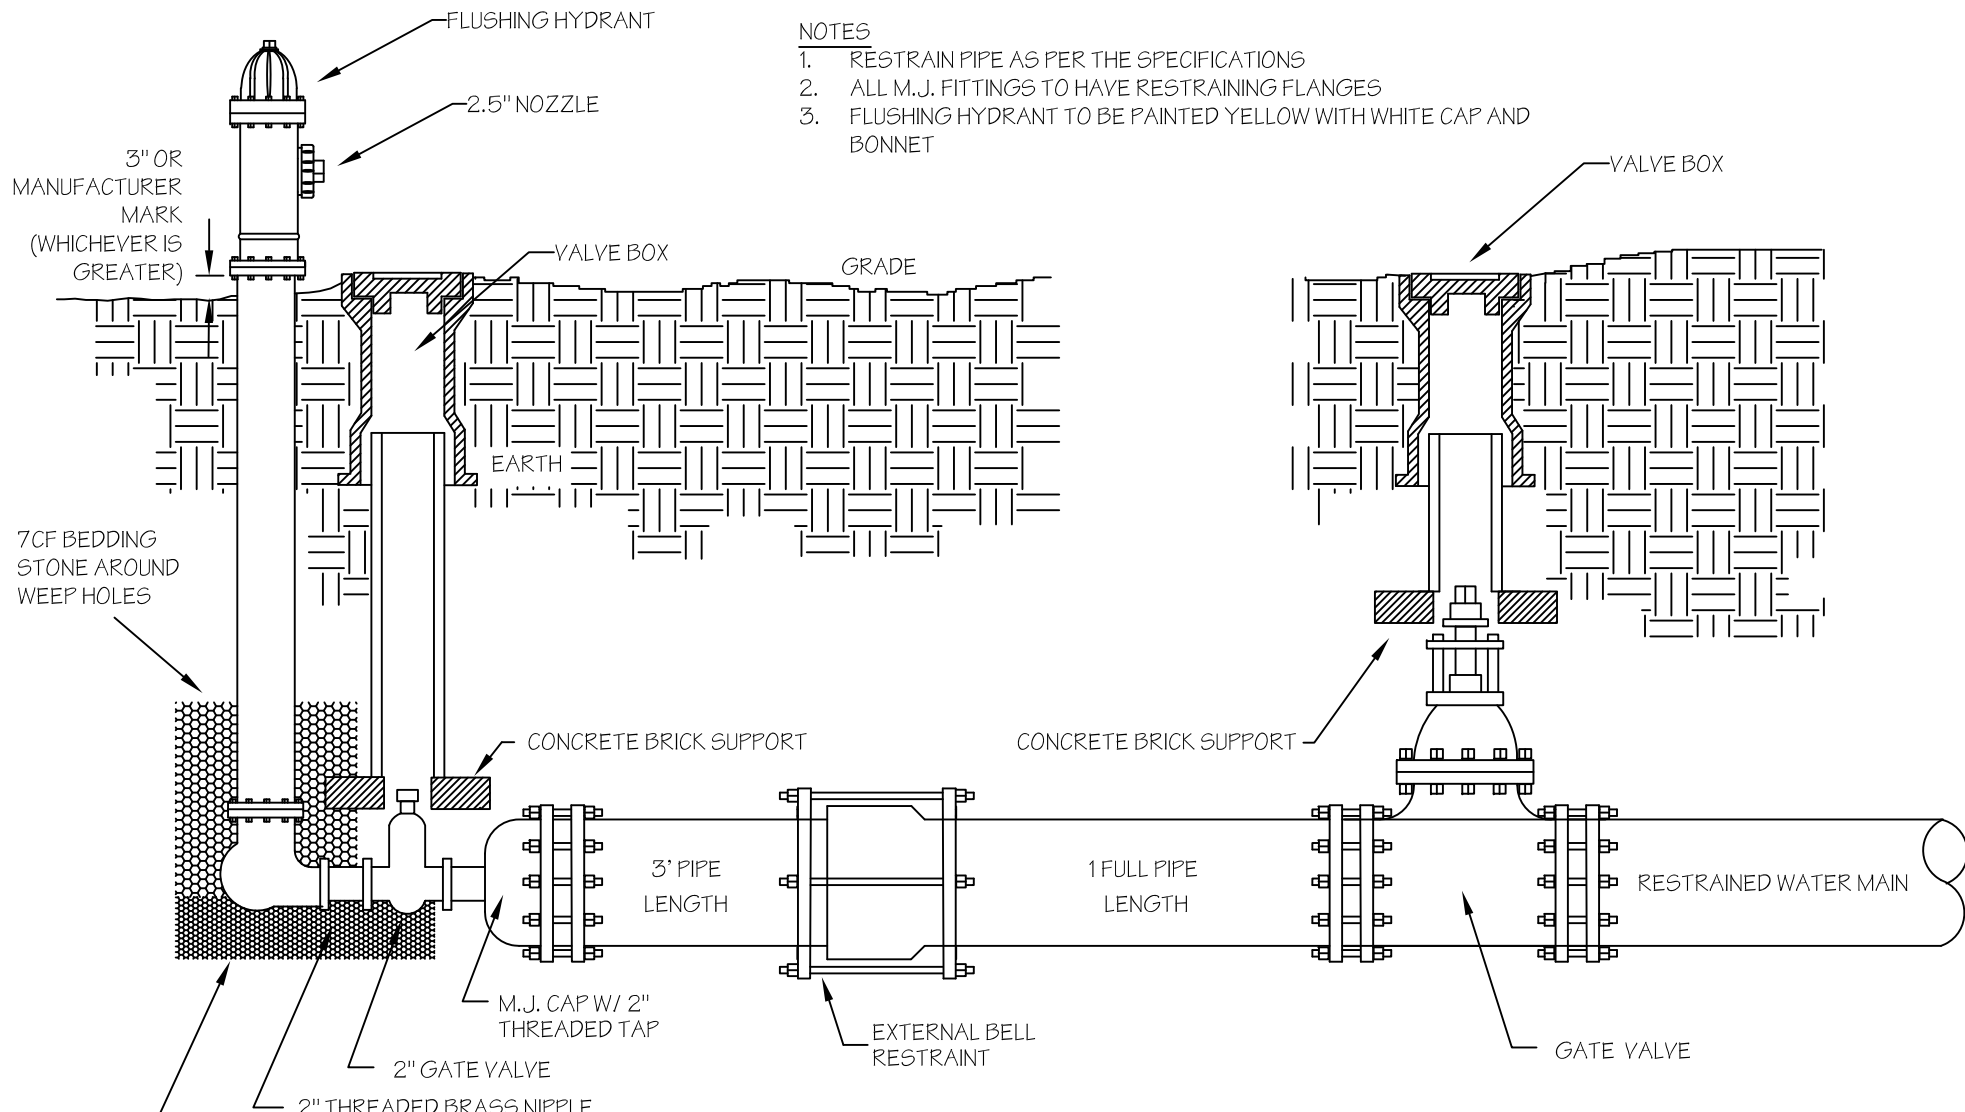 FLUSHING HYDRANT
2.5" NOZZLE
NOTES
1. RESTRAIN PIPE AS PER THE SPECIFICATIONS
2. ALL M.J. FITTINGS TO HAVE RESTRAINING FLANGES
3. FLUSHING HYDRANT TO BE PAINTED YELLOW WITH WHITE CAP AND
BONNET
3" OR
MANUFACTURER
MARK
(WHICHEVER IS
GREATER)
VALVE BOX
GRADE
VALVE BOX
EARTH
7CF BEDDING
STONE AROUND
WEEP HOLES
CONCRETE BRICK SUPPORT
CONCRETE BRICK SUPPORT
3' PIPE
LENGTH
1 FULL PIPE
LENGTH
RESTRAINED WATER MAIN
M.J. CAP W/ 2"
THREADED TAP
EXTERNAL BELL
RESTRAINT
GATE VALVE
2" GATE VALVE
2" THREADED BRASS NIPPLE